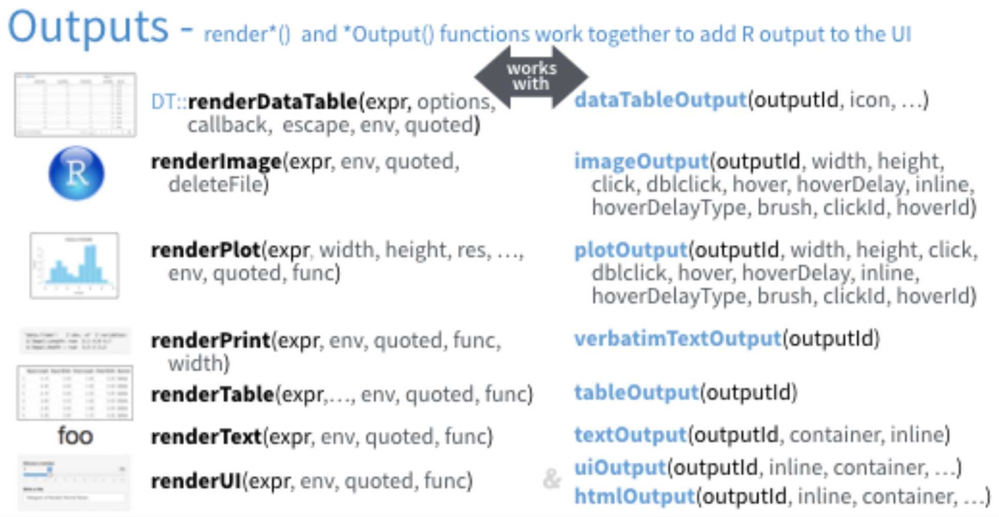 Outputs - render*() and *Output() functions work together to add R output to the UI
works
with
DT::renderDataTable(expr, options,
callback, escape, env, quoted)
dataTableOutput(outputId, icon, …)
R
renderImage(expr, env, quoted,
deleteFile)
imageOutput(outputId, width, height,
click, dblclick, hover, hoverDelay, inline,
hoverDelayType, brush, clickId, hoverId)
renderPlot(expr, width, height, res, …,
env, quoted, func)
plotOutput(outputId, width, height, click,
dblclick, hover, hoverDelay, inline,
hoverDelayType, brush, clickId, hoverId)
renderPrint(expr, env, quoted, func,
width)
verbatimTextOutput(outputId)
renderTable(expr,…, env, quoted, func)
tableOutput(outputId)
foo
renderText(expr, env, quoted, func)
textOutput(outputId, container, inline)
renderUI(expr, env, quoted, func)
& uiOutput(outputId, inline, container, …)
htmlOutput(outputId, inline, container, …)